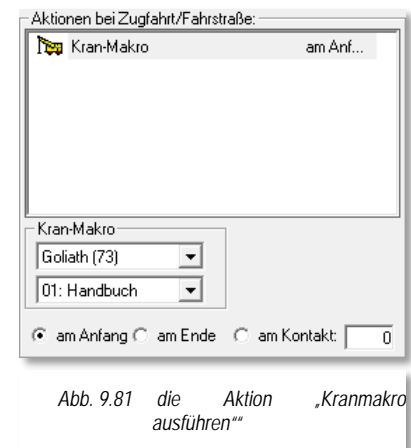 Aktionen bei Zugfahrt/Fahrstraße:
Kran-Makro am Anf...
Kran-Makro
Goliath (73)
01: Handbuch
am Anfang am Ende am Kontakt: 0
Abb. 9.81 die Aktion „Kranmakro
ausführen""